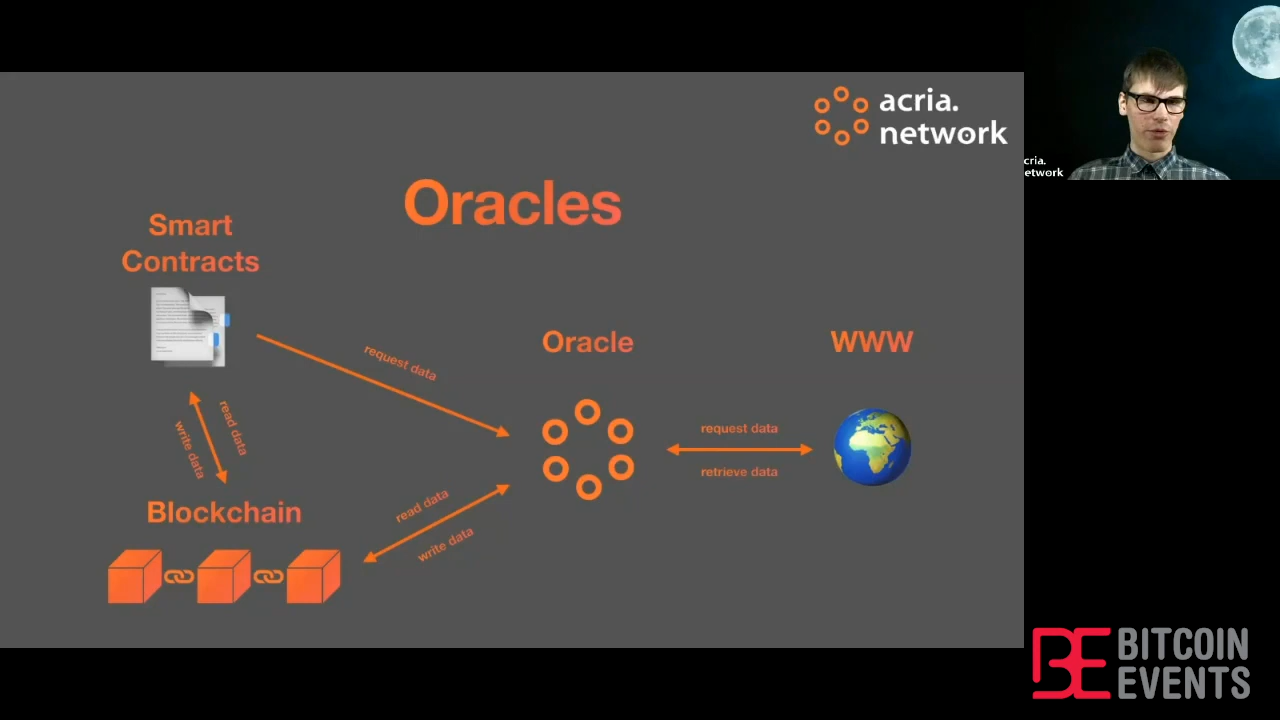 acria.
network
Oracles
Smart
Contracts
request data
Oracle
WWW
request data
retrieve data
read data
write data
Blockchain
read data
write data
cria.
etwork
BITCOIN
EVENTS